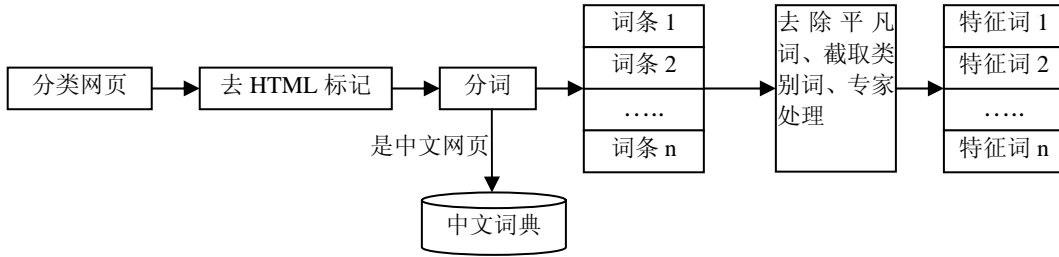 分类网页
去 HTML 标记
分词
是中文网页
中文词典
词条 1
词条 2
…..
词条 n
去除平凡
词、截取类
别词、专家
处理
特征词 1
特征词 2
…..
特征词 n